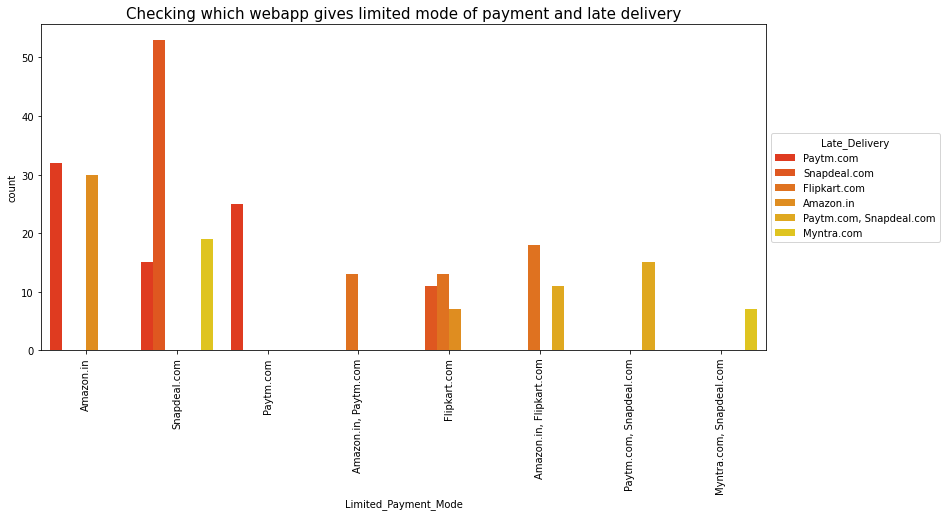 Checking which webapp gives limited mode of payment and late delivery
50
40
30
20
10
0
count
Late_Delivery
Paytm.com
Snapdeal.com
Flipkart.com
Amazon.in
Paytm.com, Snapdeal.com
Myntra.com
Amazon.in
Snapdeal.com
Paytm.com
Amazon.in, Paytm.com
Flipkart.com
Amazon.in, Flipkart.com
Paytm.com, Snapdeal.com
Myntra.com, Snapdeal.com
Limited_Payment_Mode